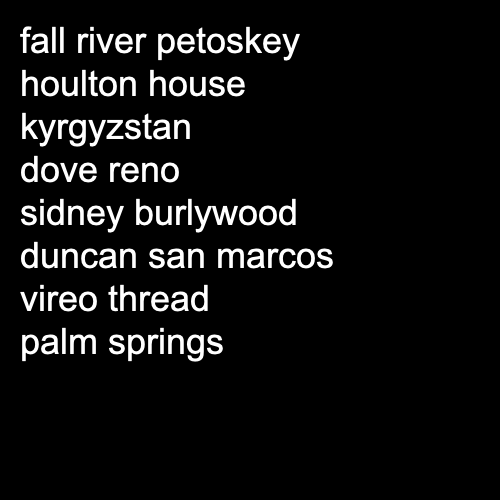 fall river petoskey
houlton house
kyrgyzstan
dove reno
sidney burlywood
duncan san marcos
vireo thread
palm springs